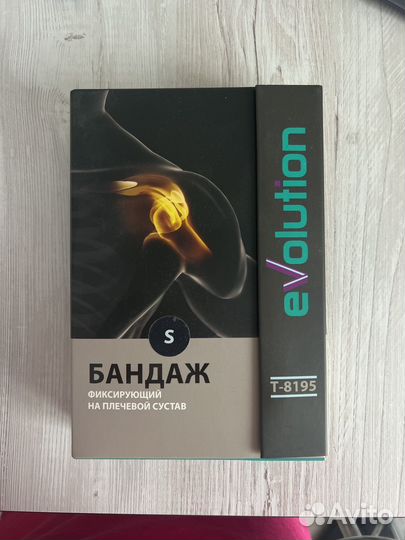 S
БАНДАЖ
ФИКСИРУЮЩИЙ
НА ПЛЕЧЕВОЙ СУСТАВ
evolution
T-8195
Avito